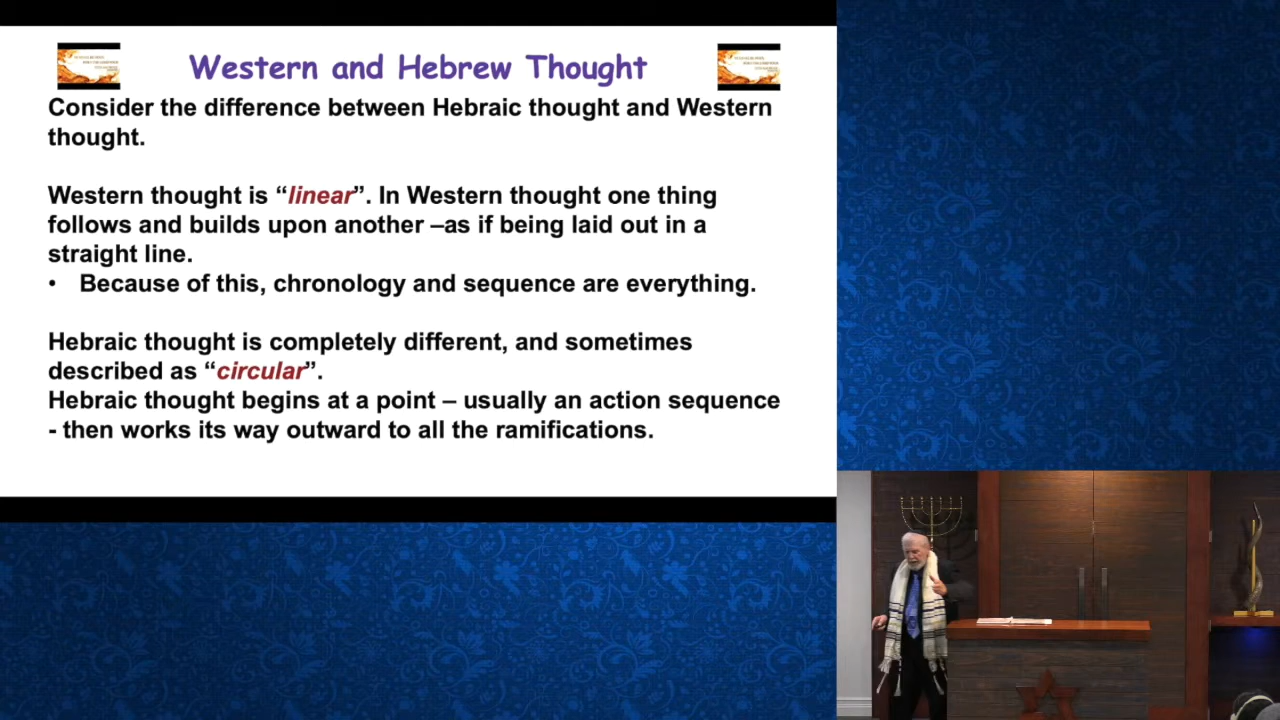 Western and Hebrew Thought
Consider the difference between Hebraic thought and Western
thought.
Western thought is “linear”. In Western thought one thing
follows and builds upon another –as if being laid out in a
straight line.
• Because of this, chronology and sequence are everything.
Hebraic thought is completely different, and sometimes
described as “circular”.
Hebraic thought begins at a point – usually an action sequence
- then works its way outward to all the ramifications.